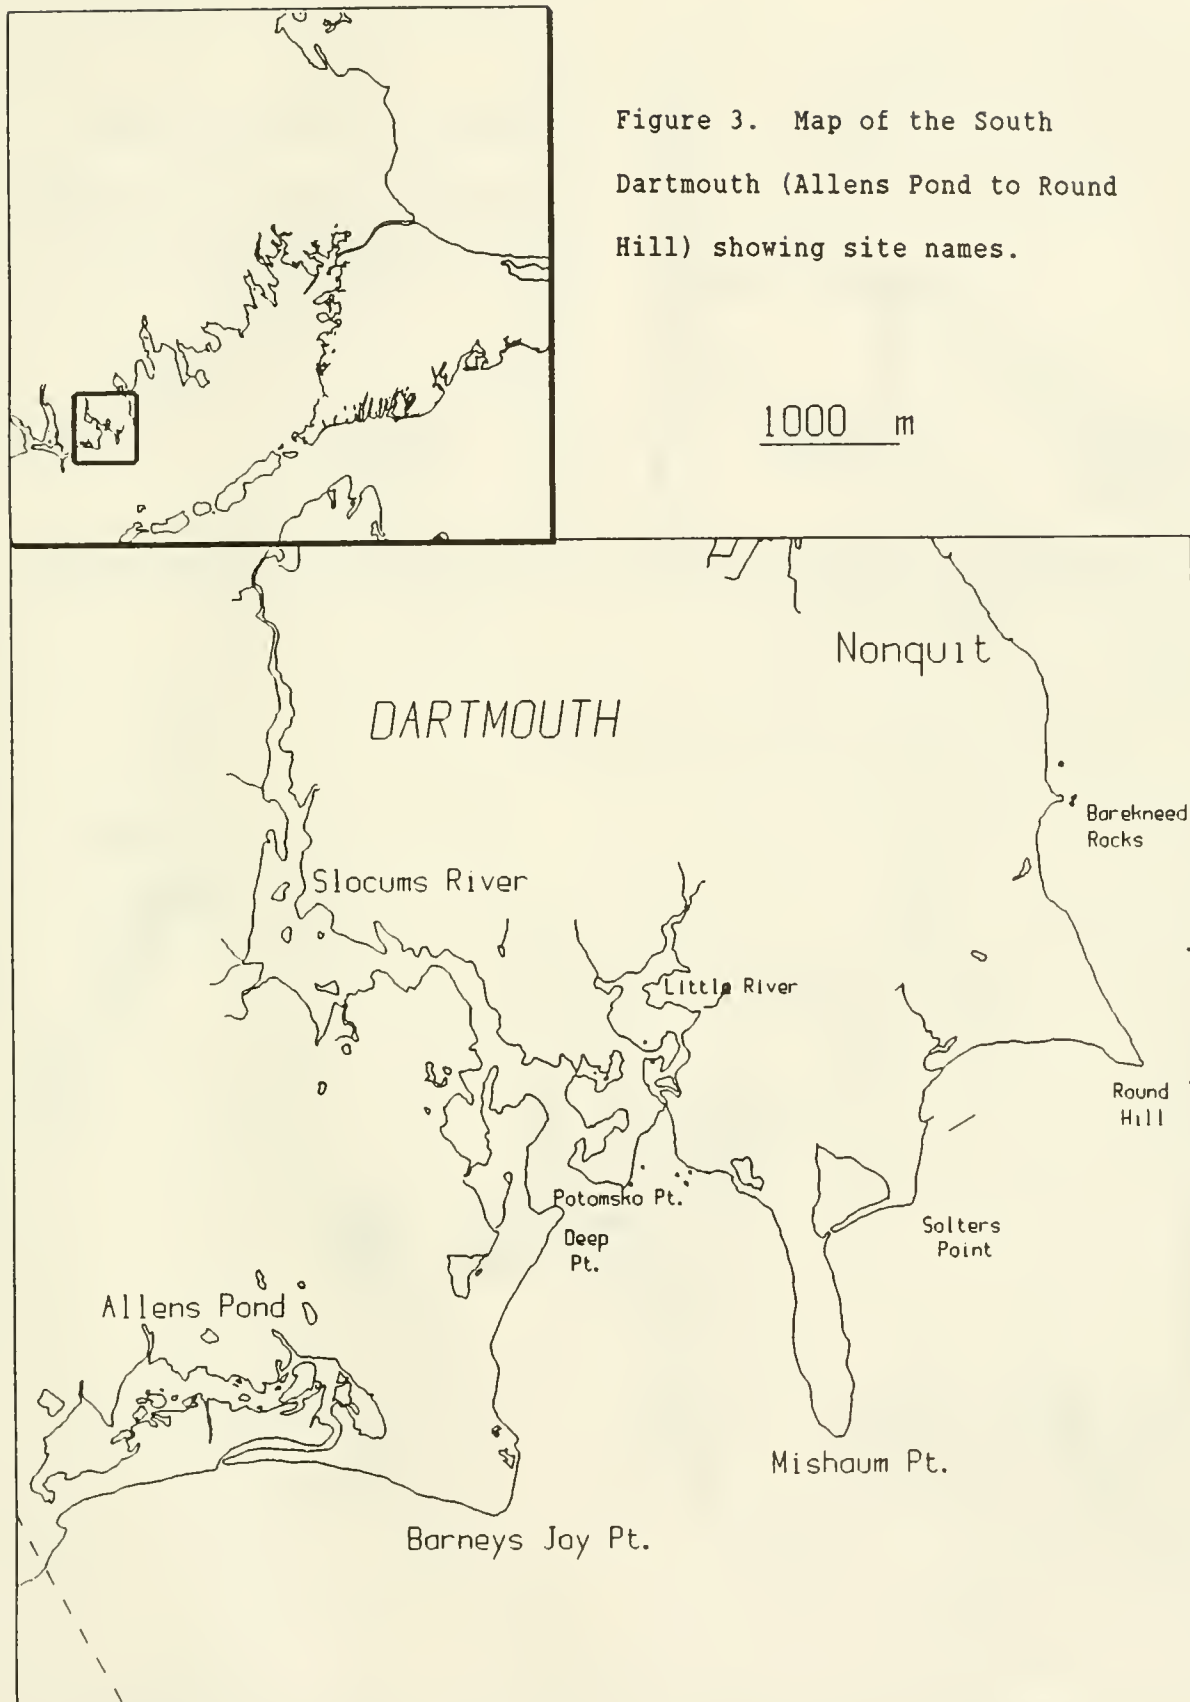 Figure 3. Map of the South
Dartmouth (Allens Pond to Round
Hill) showing site names.
1000 m
Nonquit
DARTMOUTH
Barekneed
Rocks
Slocums River
Little River
Round
Hill
Potomska Pt.
Deep
Pt.
Salters
Point
Allens Pond
Mishaum Pt.
Barneys Joy Pt.